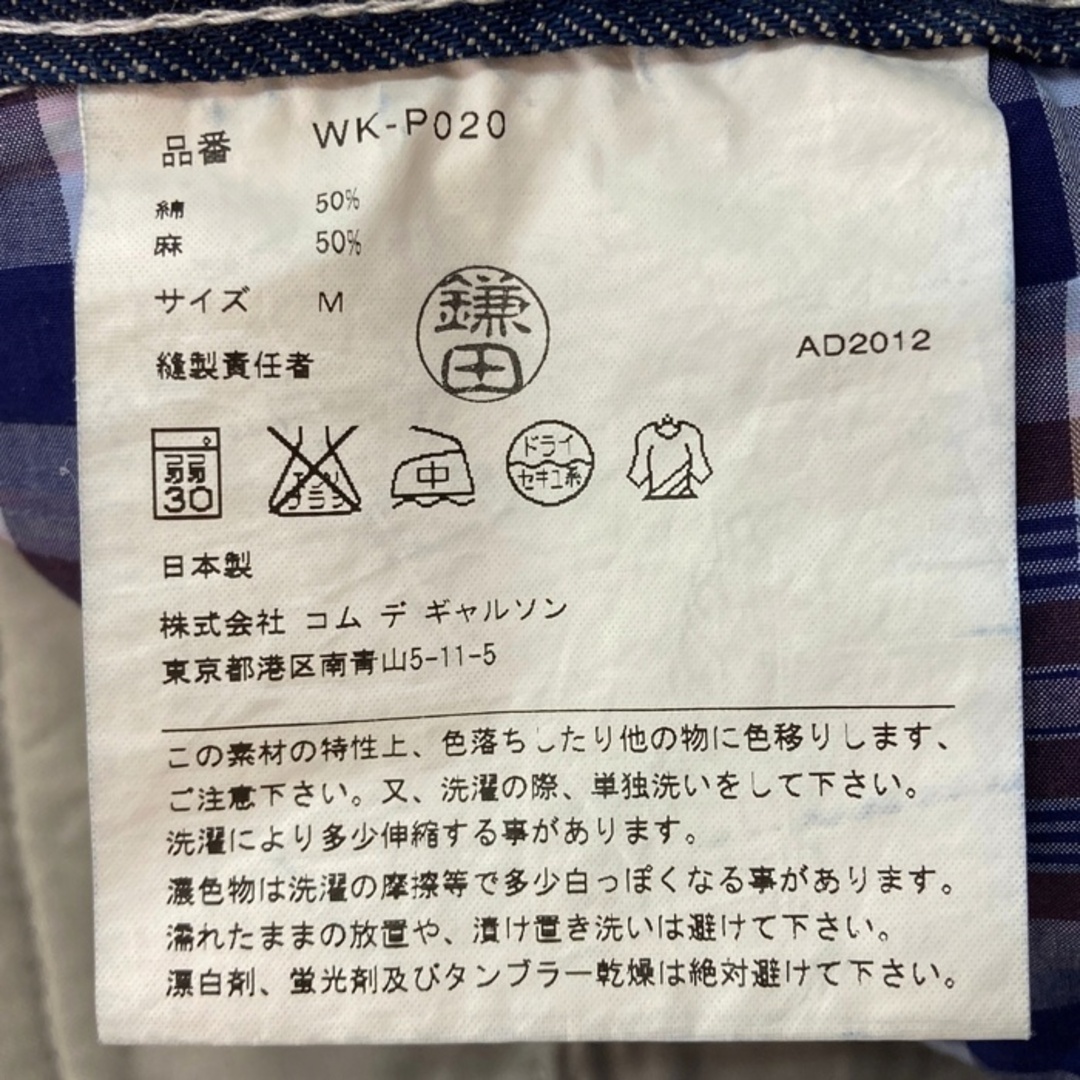 品番 WK-P020
綿 50%
麻 50%
サイズ M
鎌田
AD2012
縫製責任者
弱
30
エンソ
サラシ
中
ドライ
セキユ系
日本製
株式会社 コム デ ギャルソン
東京都港区南青山5-11-5
この素材の特性上、色落ちしたり他の物に色移りします、
ご注意下さい。又、洗濯の際、単独洗いをして下さい。
洗濯により多少伸縮する事があります。
濃色物は洗濯の摩擦等で多少白っぽくなる事があります。
濡れたままの放置や、漬け置き洗いは避けて下さい。
漂白剤、蛍光剤及びタンブラー乾燥は絶対避けて下さい。